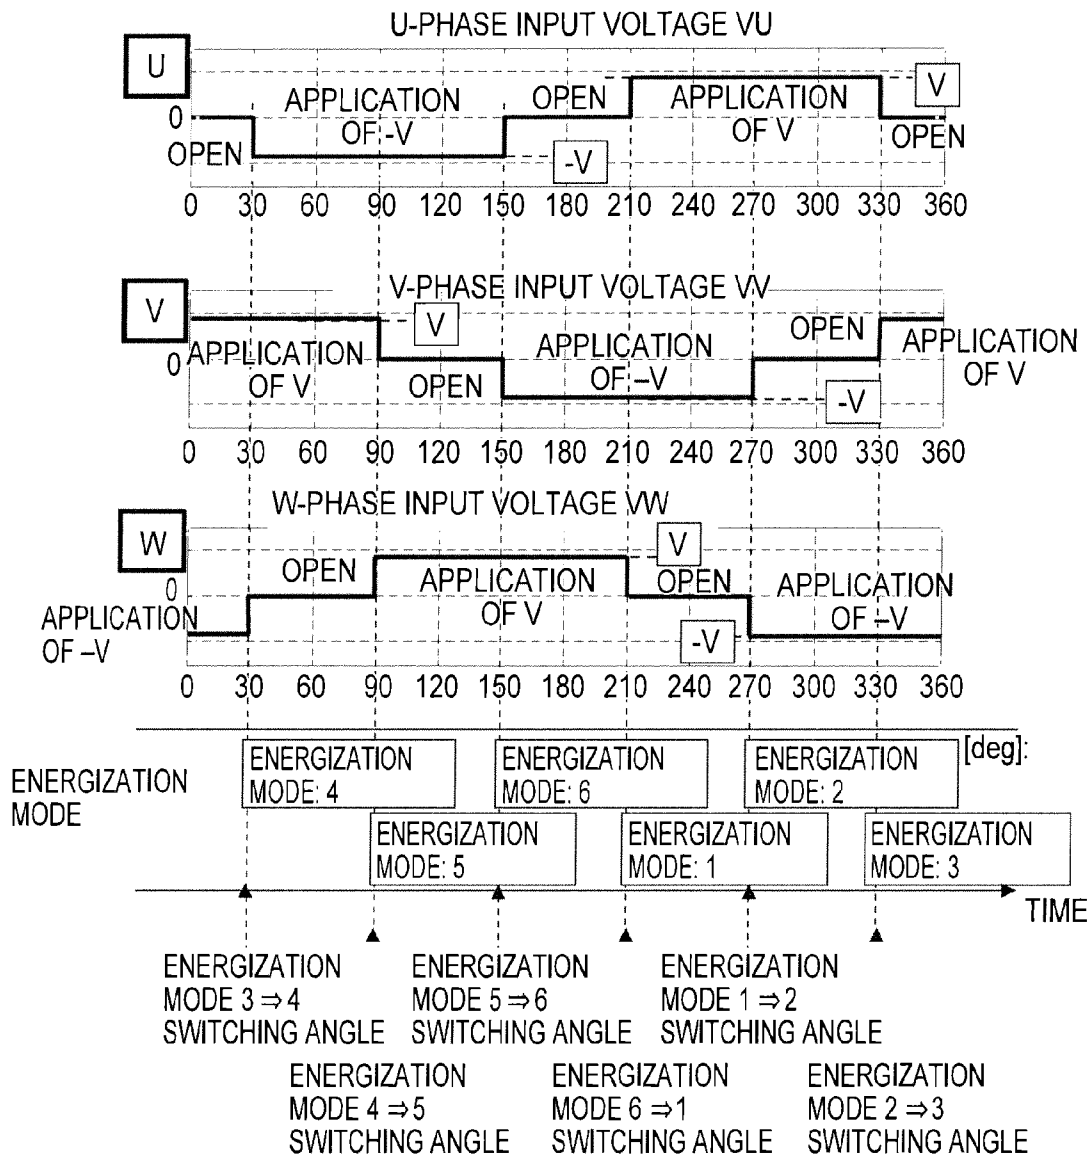 U-PHASE INPUT VOLTAGE VU
U
V
APPLICATION
OF -V
OPEN
APPLICATION
OF V
0
OPEN
OPEN
-V
0 30 60 90 120 150 180 210 240 270 300 330 360
V-PHASE INPUT VOLTAGE VV
V
V
OPEN
0
APPLICATION
OF V
OPEN
APPLICATION
OF –V
APPLICATION
OF V
-V
0 30 60 90 120 150 180 210 240 270 300 330 360
W-PHASE INPUT VOLTAGE VW
W
V
0
OPEN
APPLICATION
OF V
OPEN
APPLICATION
OF –V
APPLICATION
OF –V
-V
0 30 60 90 120 150 180 210 240 270 300 330 360
[deg]:
ENERGIZATION
MODE
ENERGIZATION
MODE: 4
ENERGIZATION
MODE: 6
ENERGIZATION
MODE: 2
ENERGIZATION
MODE: 5
ENERGIZATION
MODE: 1
ENERGIZATION
MODE: 3
TIME
ENERGIZATION
MODE 3 ⇒4
SWITCHING ANGLE
ENERGIZATION
MODE 5 ⇒6
SWITCHING ANGLE
ENERGIZATION
MODE 1 ⇒2
SWITCHING ANGLE
ENERGIZATION
MODE 4 ⇒5
SWITCHING ANGLE
ENERGIZATION
MODE 6 ⇒1
SWITCHING ANGLE
ENERGIZATION
MODE 2 ⇒3
SWITCHING ANGLE